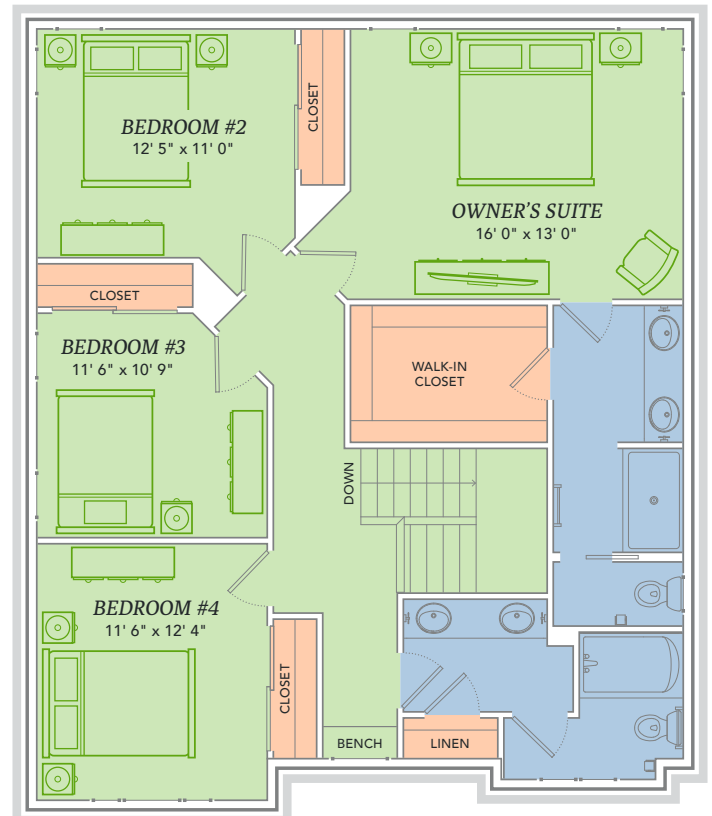 BEDROOM #2
12' 5" x 11' 0"
CLOSET
OWNER'S SUITE
16' 0" x 13' 0"
CLOSET
BEDROOM #3
11' 6" x 10' 9"
WALK-IN
CLOSET
DOWN
BEDROOM #4
11' 6" x 12' 4"
CLOSET
BENCH
LINEN